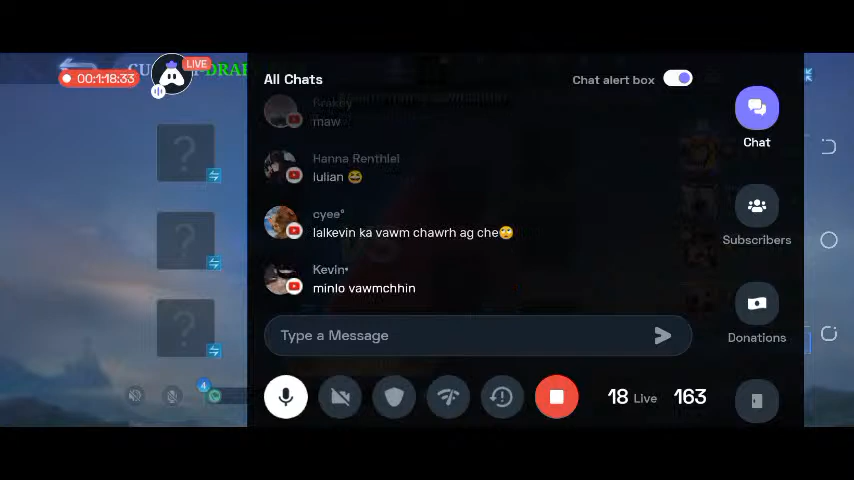 LIVE
00:1:18:33
All Chats
Chat alert box
maw
Chat
Hanna Renthlei
lulian 😆
cyee°
lalkevin ka vawm chawrh ag che🙄
Subscribers
Kevin•
minlo vawmchhin
Type a Message
Donations
4
18 Live 163